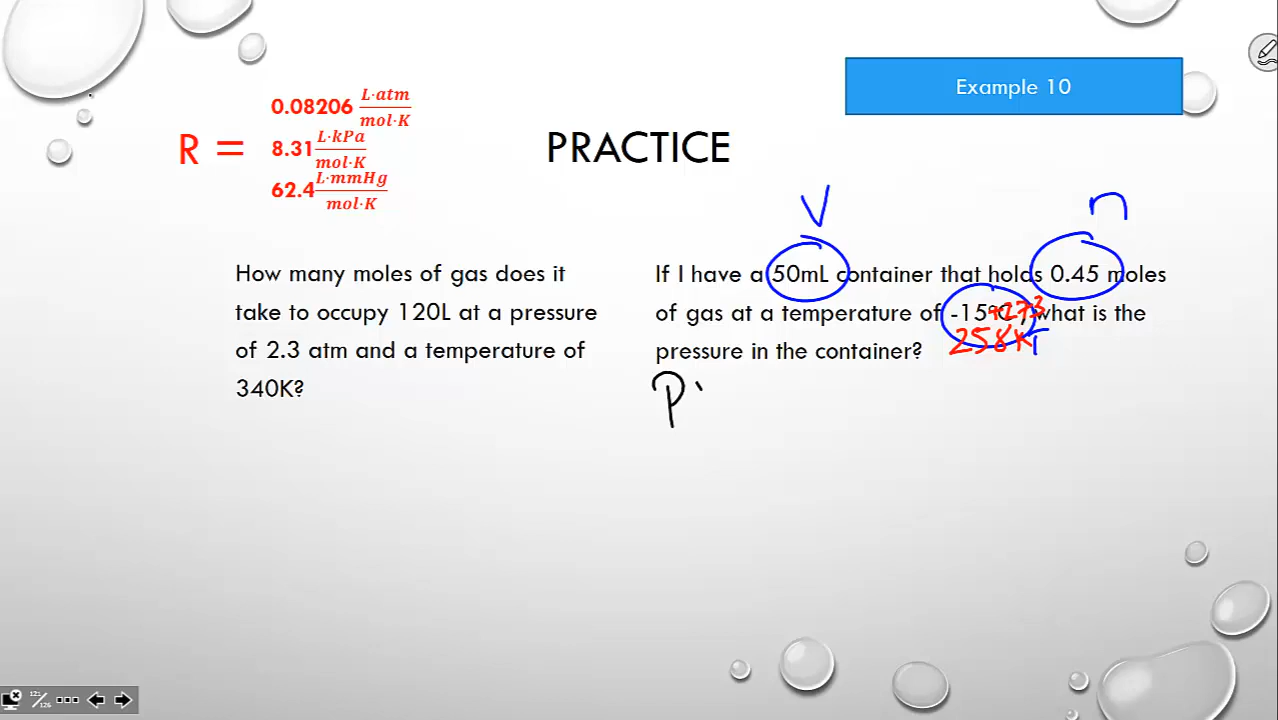 Example 10
R = 0.08206 L·atm/mol·K
8.31 L·kPa/mol·K
62.4 L·mmHg/mol·K
PRACTICE
How many moles of gas does it
take to occupy 120L at a pressure
of 2.3 atm and a temperature of
340K?
V
n
If I have a 50mL container that holds 0.45 moles
of gas at a temperature of -15°C, what is the
+273
pressure in the container?
258K
T
P
121/126